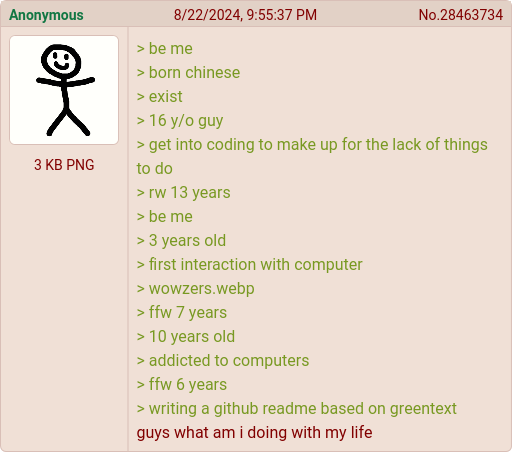 Anonymous 8/22/2024, 9:55:37 PM No.28463734
3 KB PNG
> be me
> born chinese
> exist
> 16 y/o guy
> get into coding to make up for the lack of things
to do
> rw 13 years
> be me
> 3 years old
> first interaction with computer
> wowzers.webp
> ffw 7 years
> 10 years old
> addicted to computers
> ffw 6 years
> writing a github readme based on greentext
guys what am i doing with my life